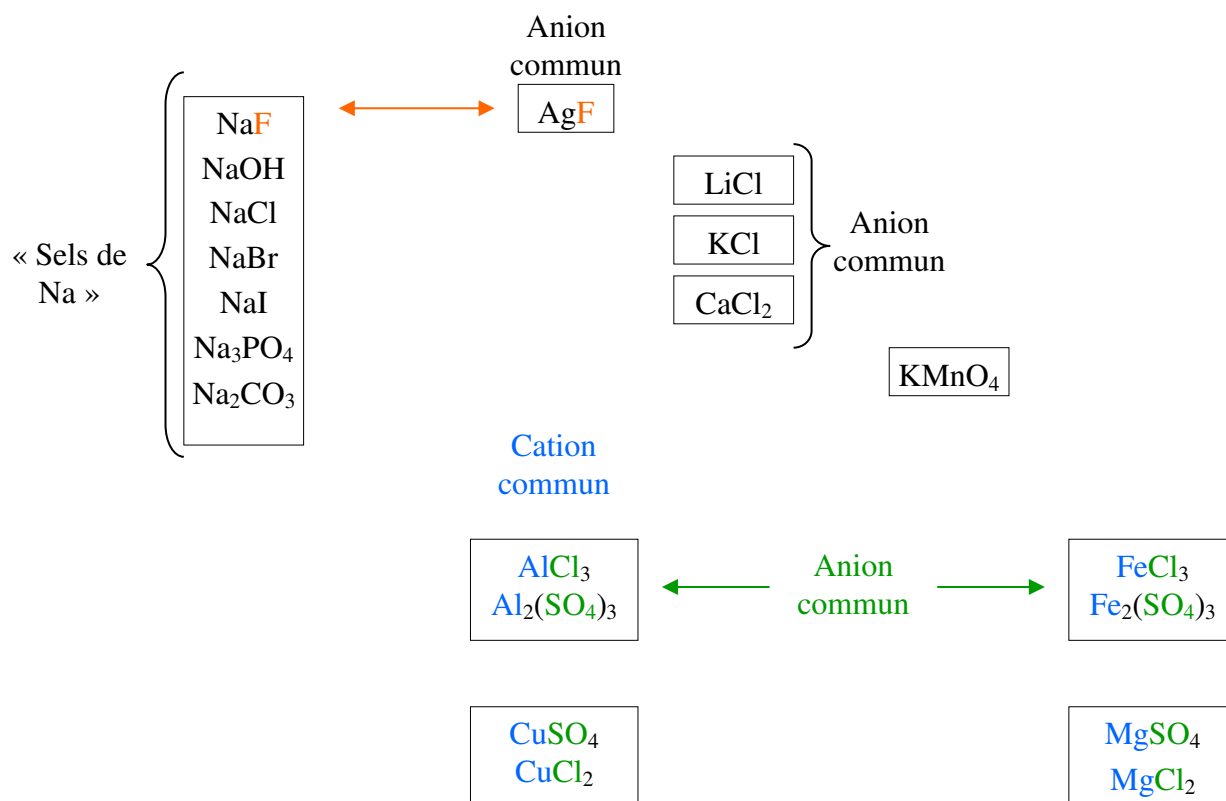 Anion
commun
AgF
NaF
NaOH
NaCl
NaBr
NaI
Na₃PO₄
Na₂CO₃
« Sels de
Na »
LiCl
KCl
CaCl₂
Anion
commun
KMnO₄
Cation
commun
AlCl₃
Al₂(SO₄)₃
Anion
commun
FeCl₃
Fe₂(SO₄)₃
CuSO₄
CuCl₂
MgSO₄
MgCl₂